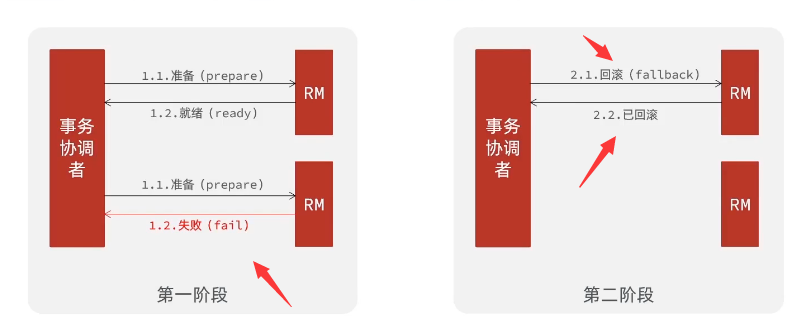 事务
协调
者
1.1.准备（prepare）
1.2.就绪（ready）
RM
1.1.准备（prepare）
1.2.失败（fail）
RM
第一阶段
事务
协调
者
2.1.回滚（fallback）
2.2.已回滚
RM
RM
第二阶段